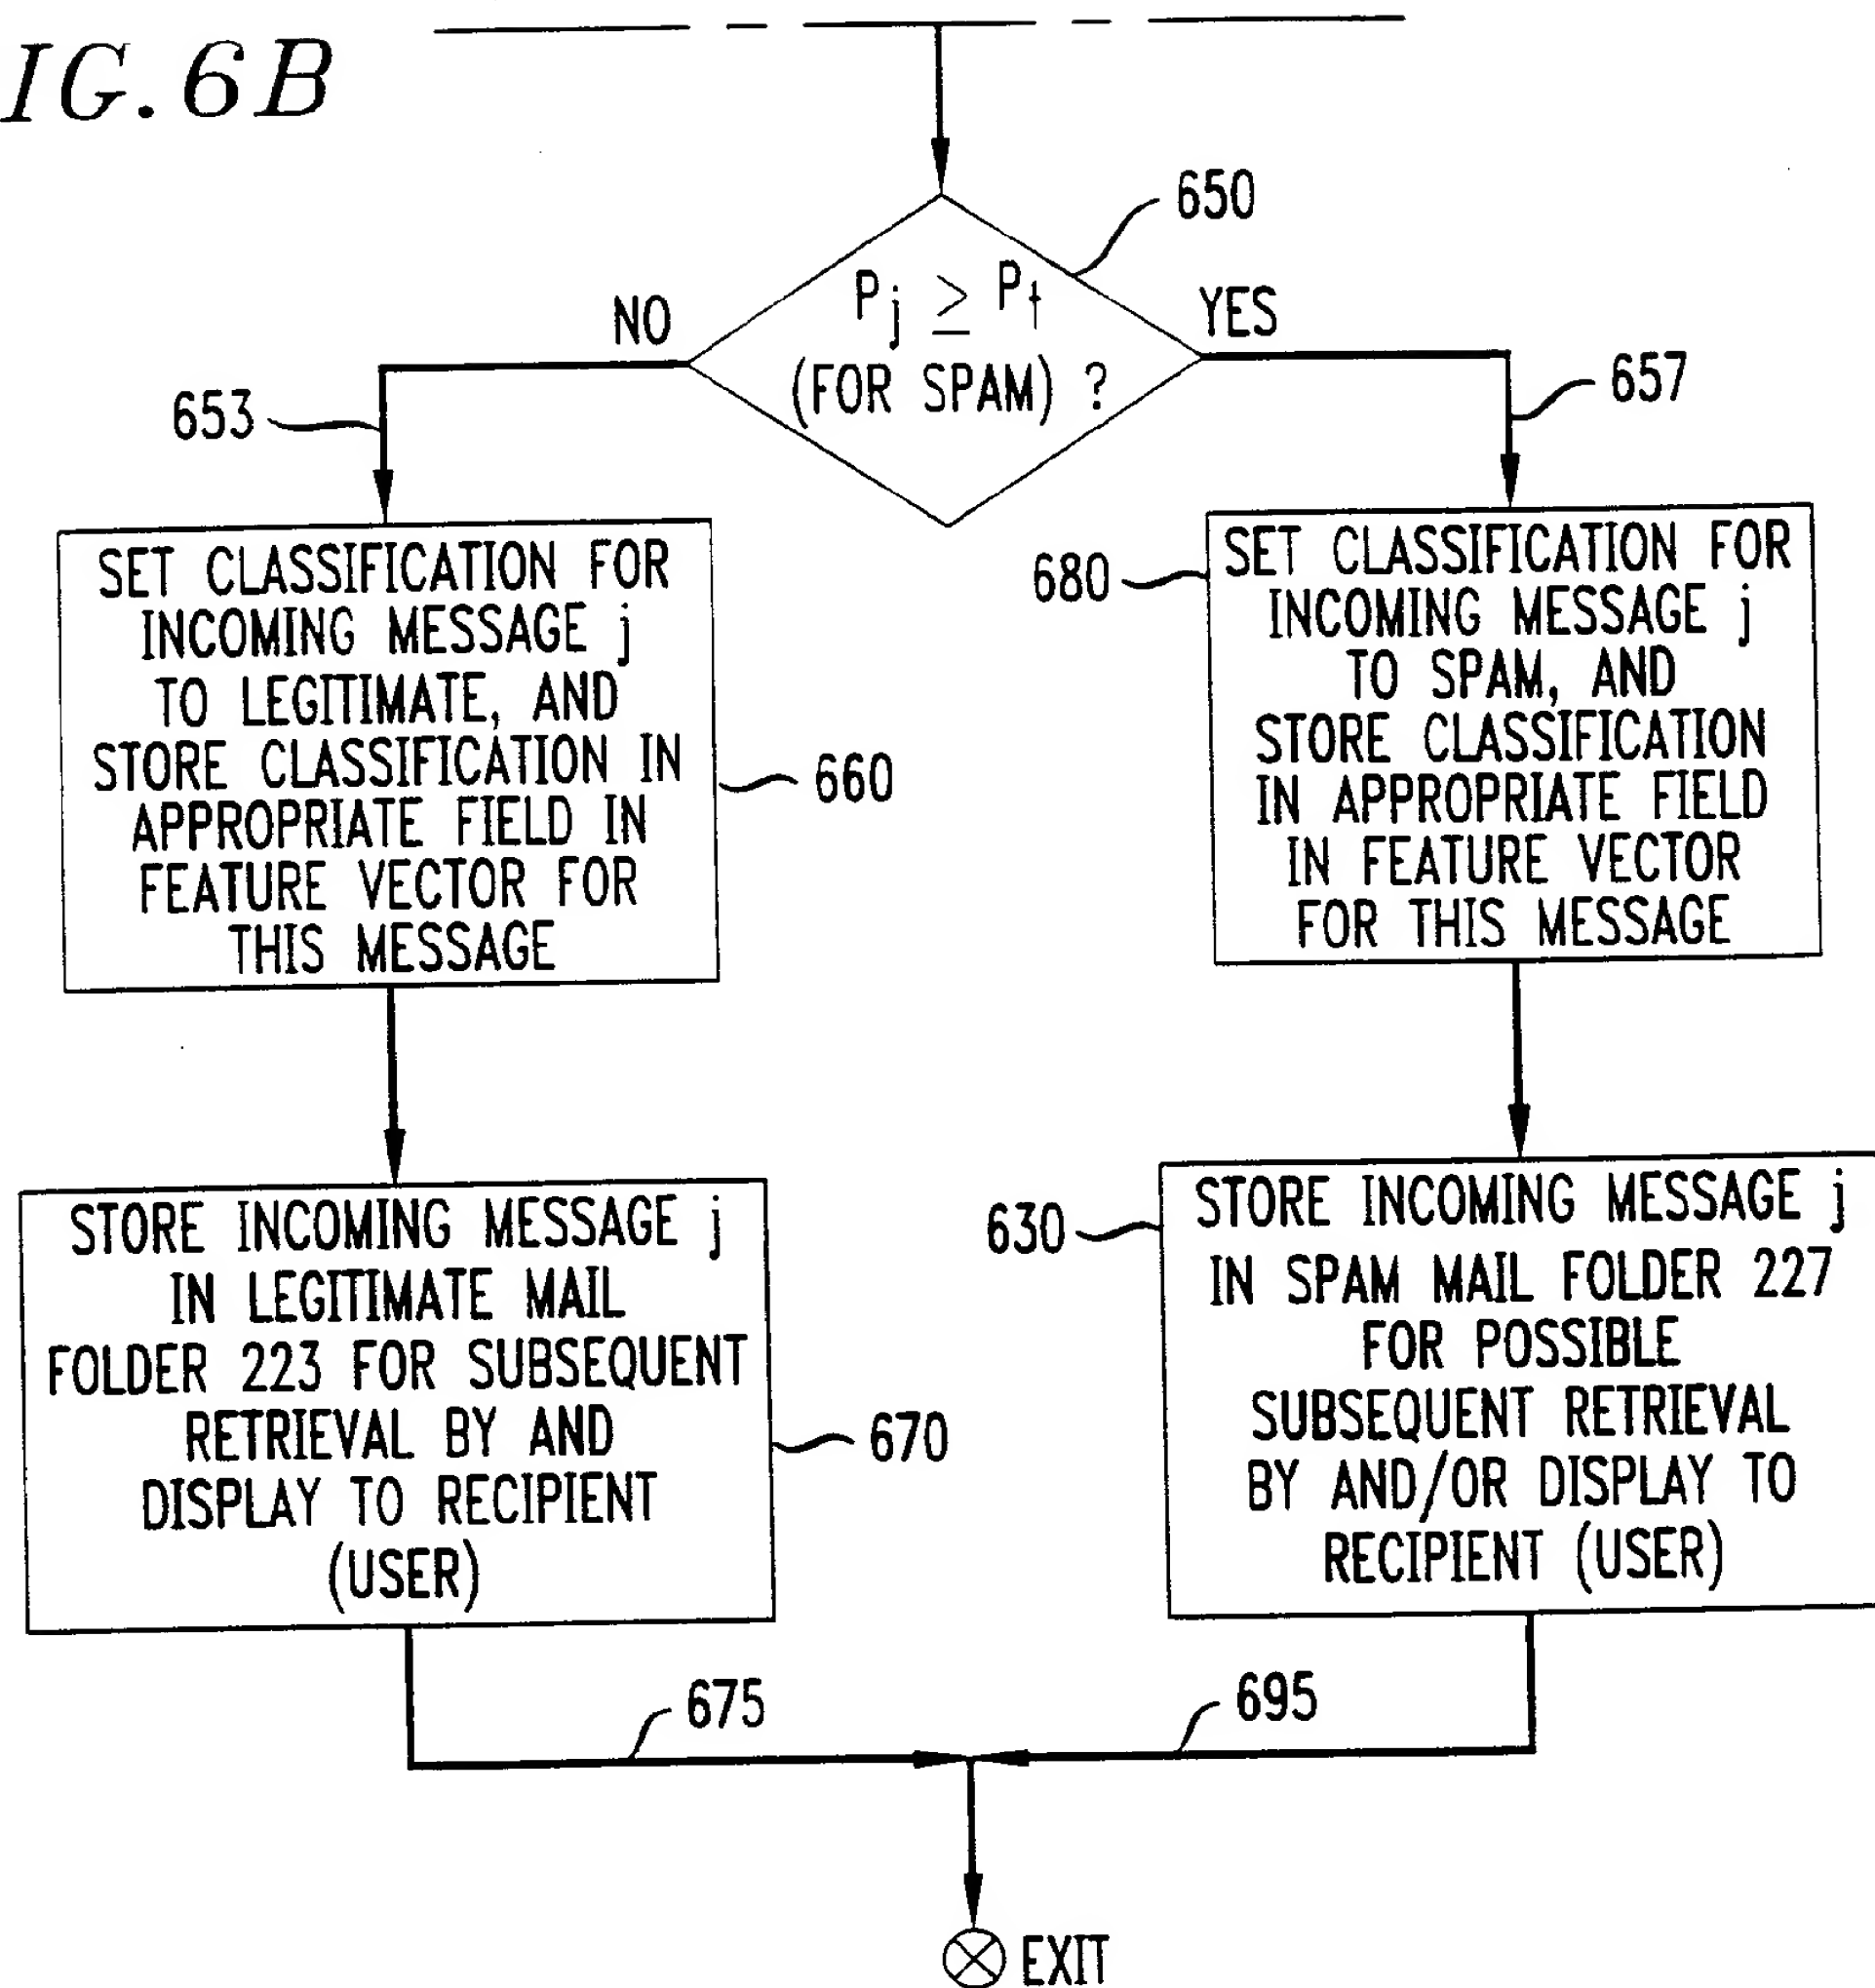 IG. 6B
650
P j ≥ P t
(FOR SPAM) ?
NO
YES
653
657
SET CLASSIFICATION FOR
INCOMING MESSAGE j
TO LEGITIMATE, AND
STORE CLASSIFICATION IN
APPROPRIATE FIELD IN
FEATURE VECTOR FOR
THIS MESSAGE
660
680
SET CLASSIFICATION FOR
INCOMING MESSAGE j
TO SPAM, AND
STORE CLASSIFICATION
IN APPROPRIATE FIELD
IN FEATURE VECTOR
FOR THIS MESSAGE
STORE INCOMING MESSAGE j
IN LEGITIMATE MAIL
FOLDER 223 FOR SUBSEQUENT
RETRIEVAL BY AND
DISPLAY TO RECIPIENT
(USER)
670
630
STORE INCOMING MESSAGE j
IN SPAM MAIL FOLDER 227
FOR POSSIBLE
SUBSEQUENT RETRIEVAL
BY AND/OR DISPLAY TO
RECIPIENT (USER)
675
695
EXIT